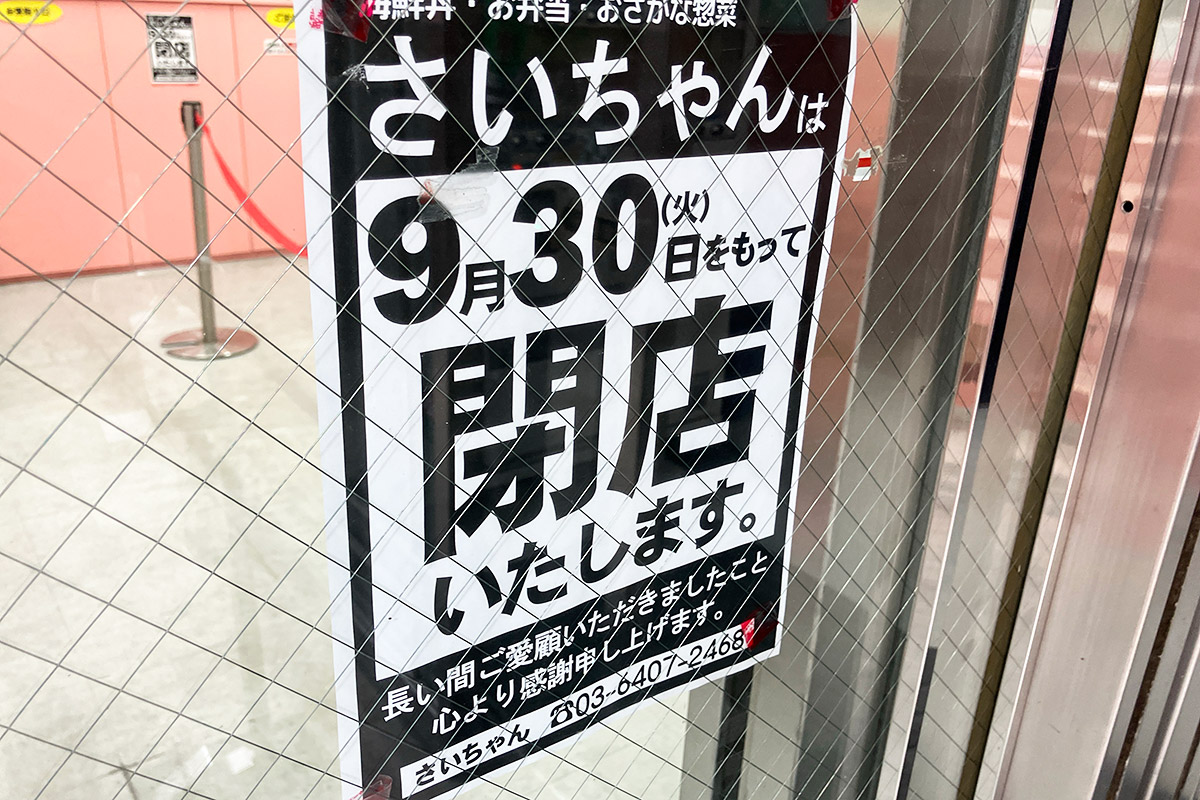 海鮮丼・お弁当・おさかな惣菜
さいちゃんは
9月30日(火)をもって
閉店
いたします。
長い間ご愛顧いただきましたこと
心より感謝申し上げます。
さいちゃん ☎03-6407-2468
閉店